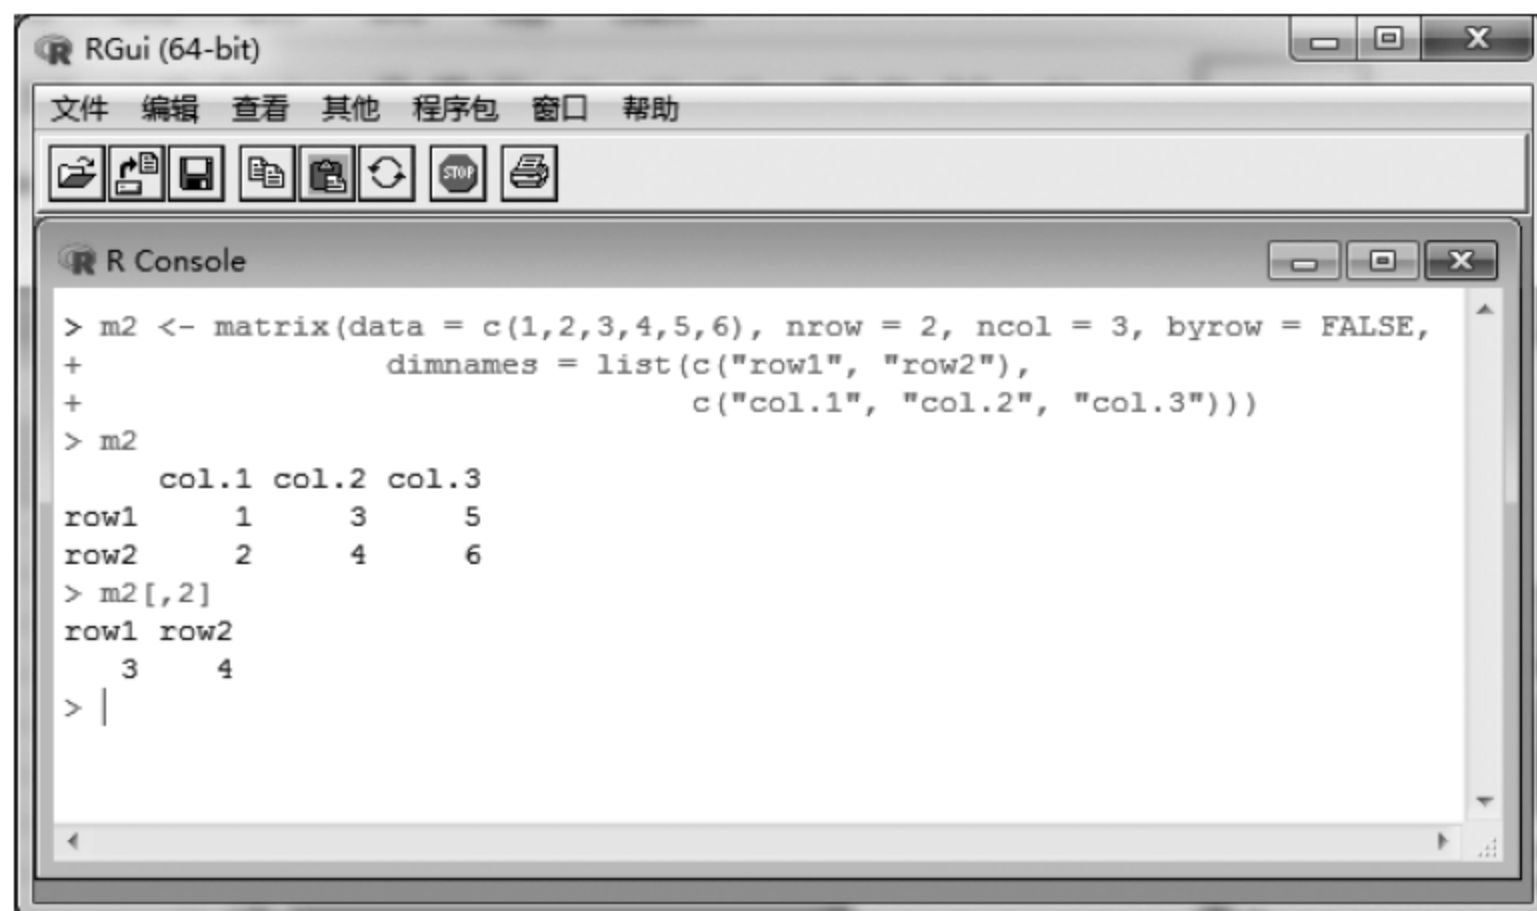 RGui (64-bit)
文件 编辑 查看 其他 程序包 窗口 帮助
STOP
R Console
> m2 <- matrix(data = c(1,2,3,4,5,6), nrow = 2, ncol = 3, byrow = FALSE,
+                 dimnames = list(c("row1", "row2"),
+                                 c("col.1", "col.2", "col.3")))
> m2
     col.1 col.2 col.3
row1     1     3     5
row2     2     4     6
> m2[,2]
row1 row2
   3    4
>